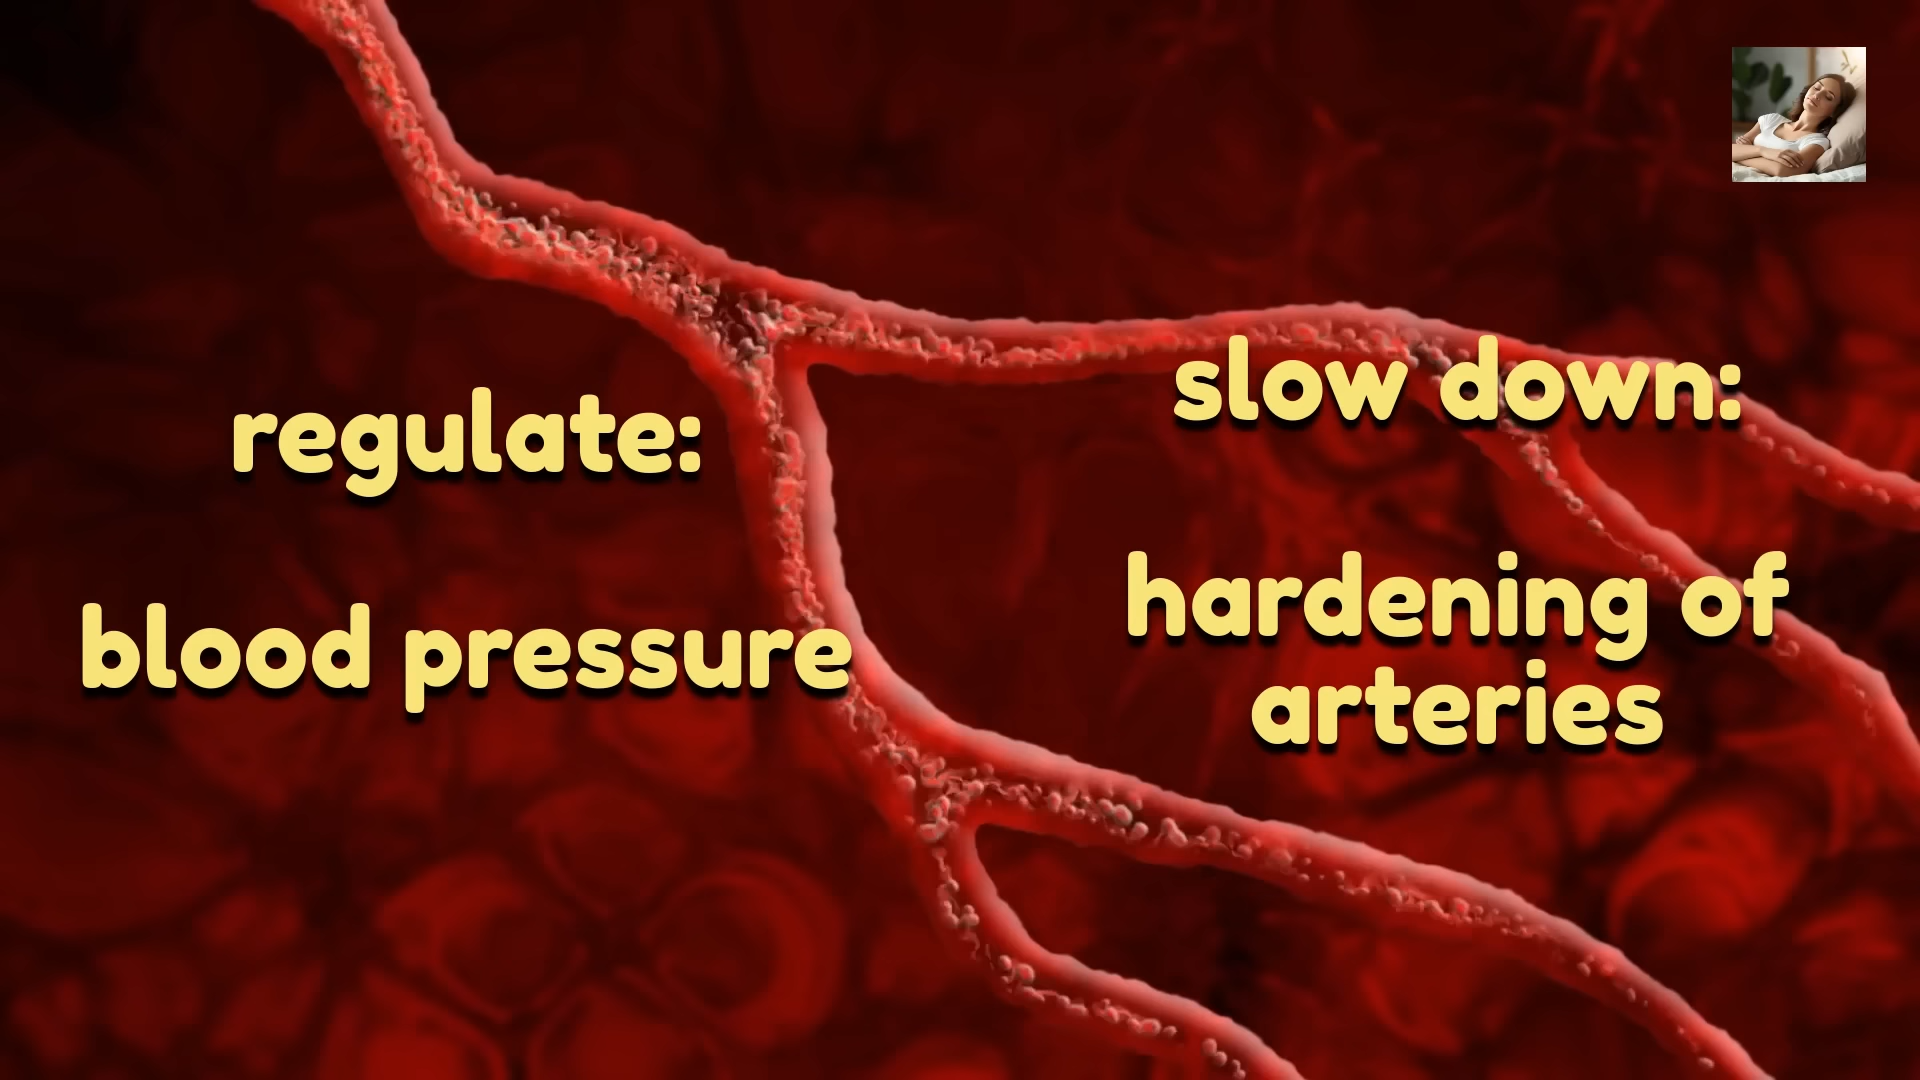 regulate:
blood pressure
slow down:
hardening of
arteries